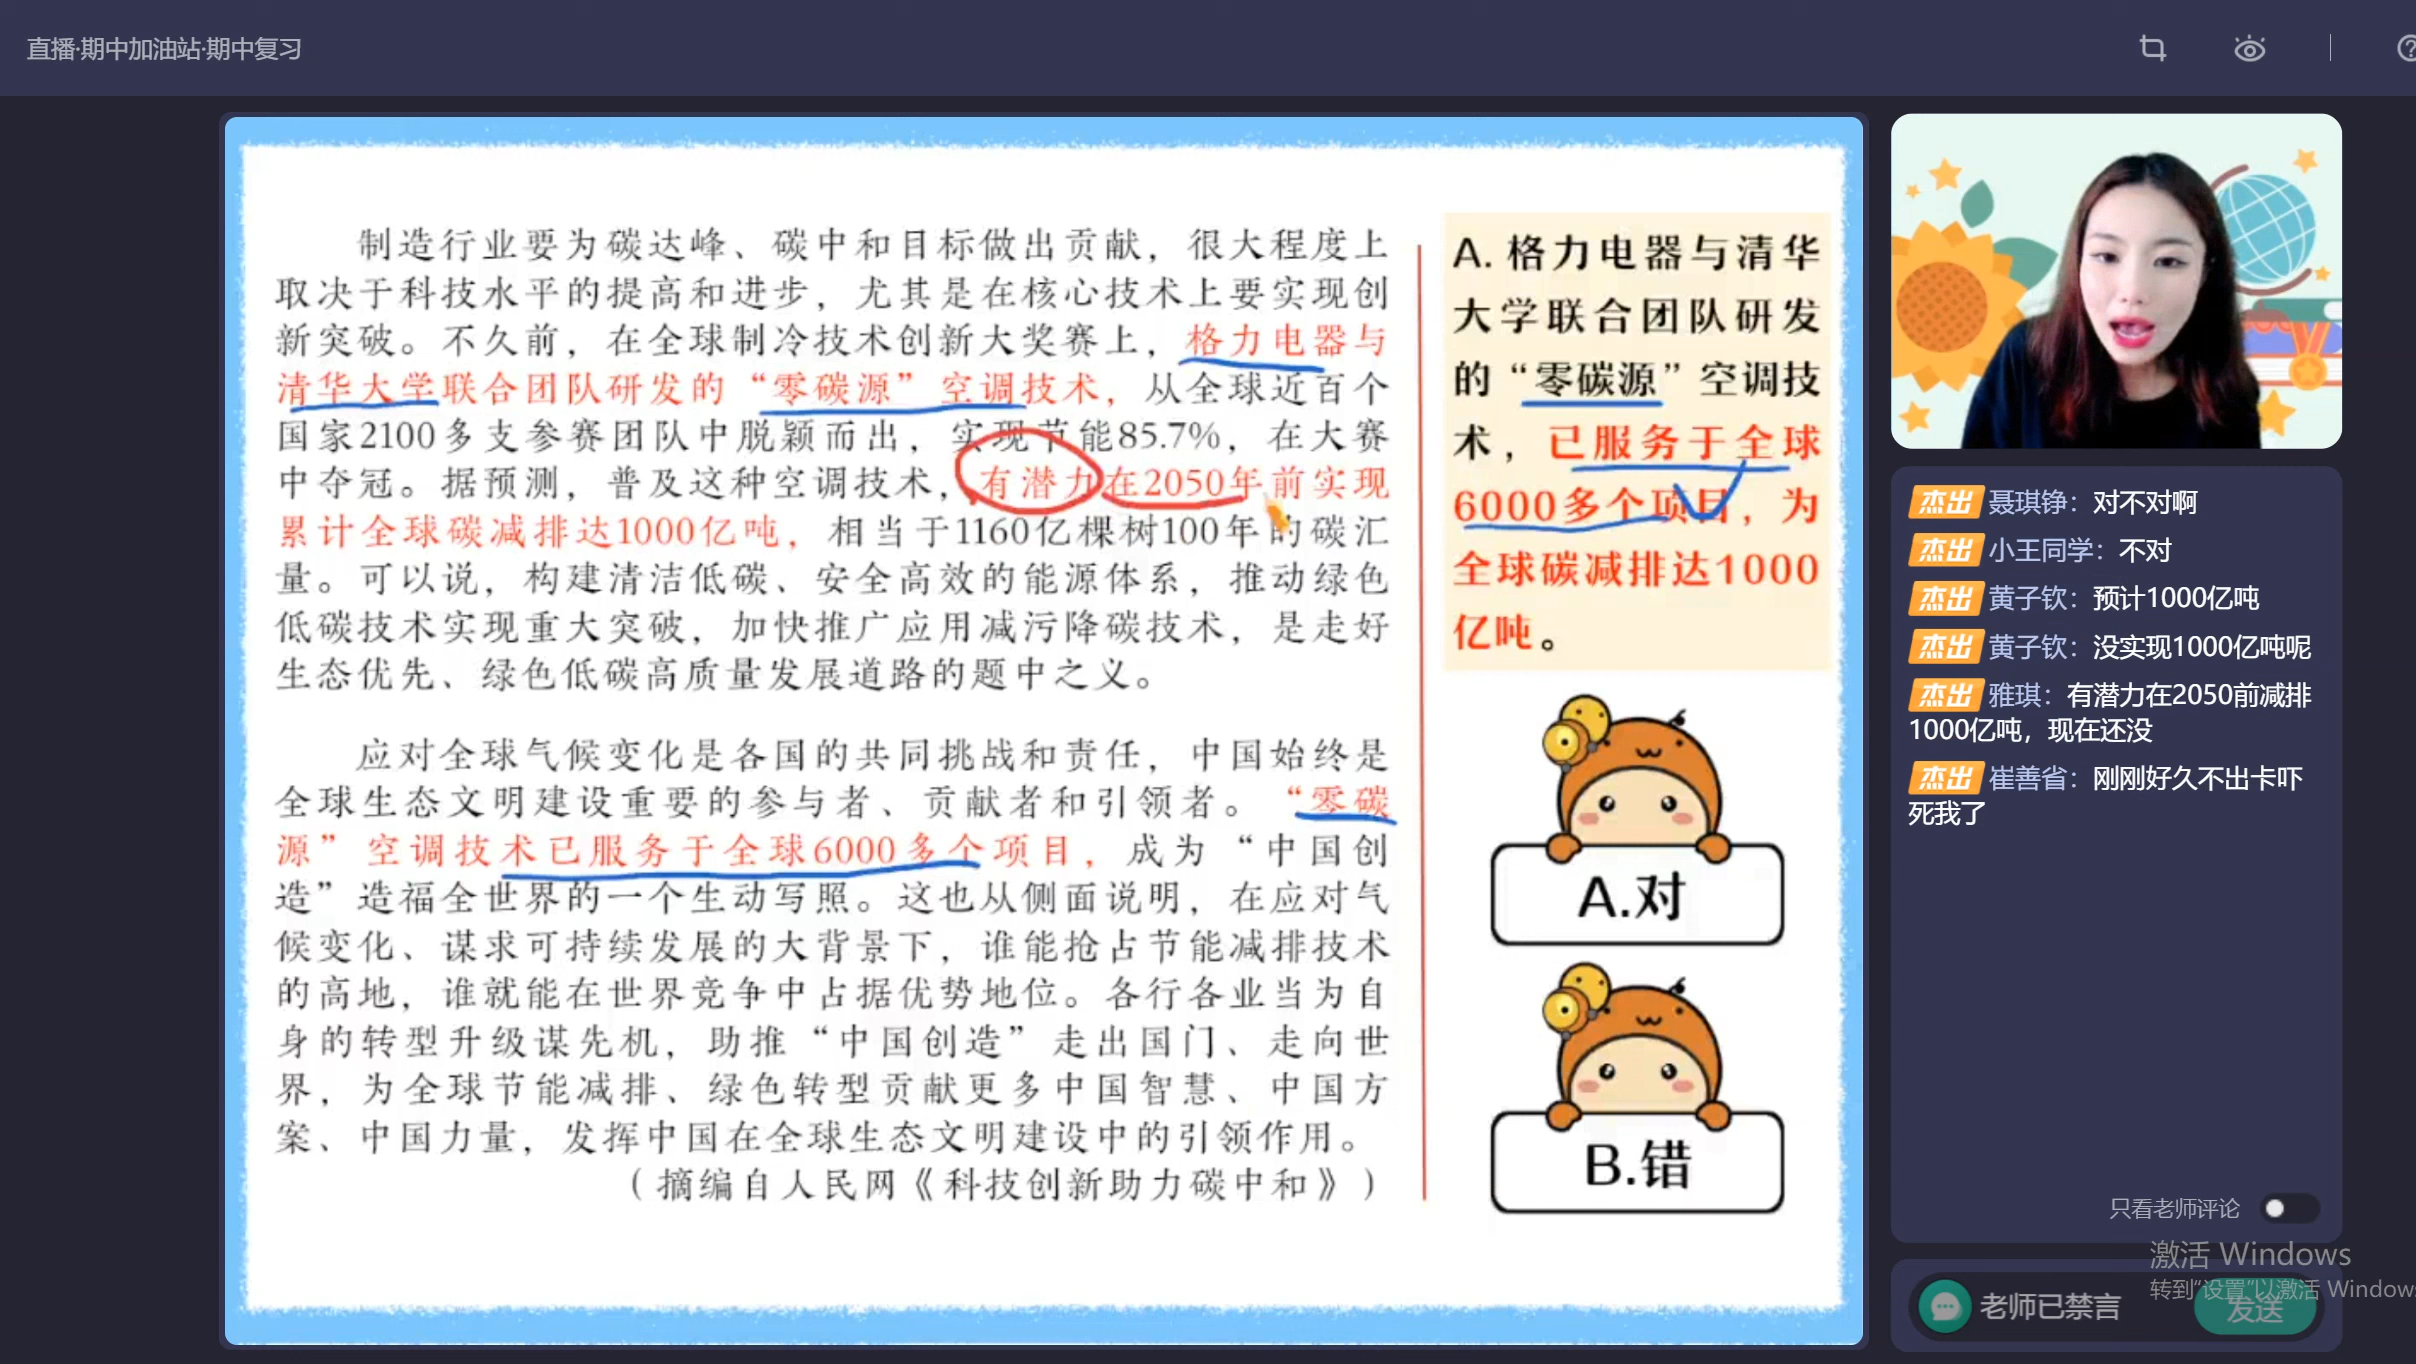 直播·期中加油站·期中复习
制造行业要为碳达峰、碳中和目标做出贡献，很大程度上
取决于科技水平的提高和进步，尤其是在核心技术上要实现创
新突破。不久前，在全球制冷技术创新大奖赛上，格力电器与
清华大学联合团队研发的“零碳源”空调技术，从全球近百个
国家2100多支参赛团队中脱颖而出，实现节能85.7%，在大赛
中夺冠。据预测，普及这种空调技术，有潜力在2050年前实现
累计全球碳减排达1000亿吨，相当于1160亿棵树100年的碳汇
量。可以说，构建清洁低碳、安全高效的能源体系，推动绿色
低碳技术实现重大突破，加快推广应用减污降碳技术，是走好
生态优先、绿色低碳高质量发展道路的题中之义。
应对全球气候变化是各国的共同挑战和责任，中国始终是
全球生态文明建设重要的参与者、贡献者和引领者。“零碳
源”空调技术已服务于全球6000多个项目，成为“中国创
造”造福全世界的一个生动写照。这也从侧面说明，在应对气
候变化、谋求可持续发展的大背景下，谁能抢占节能减排技术
的高地，谁就能在世界竞争中占据优势地位。各行各业当为自
身的转型升级谋先机，助推“中国创造”走出国门、走向世
界，为全球节能减排、绿色转型贡献更多中国智慧、中国方
案、中国力量，发挥中国在全球生态文明建设中的引领作用。
（摘编自人民网《科技创新助力碳中和》）
A. 格力电器与清华
大学联合团队研发
的“零碳源”空调技
术，已服务于全球
6000多个项目，为
全球碳减排达1000
亿吨。
A.对
B.错
杰出 聂琪铮：对不对啊
杰出 小王同学：不对
杰出 黄子钦：预计1000亿吨
杰出 黄子钦：没实现1000亿吨呢
杰出 雅琪：有潜力在2050前减排
1000亿吨，现在还没
杰出 崔善省：刚刚好久不出卡吓
死我了
只看老师评论
激活 Windows
转到“设置”以激活 Windows
老师已禁言
发送